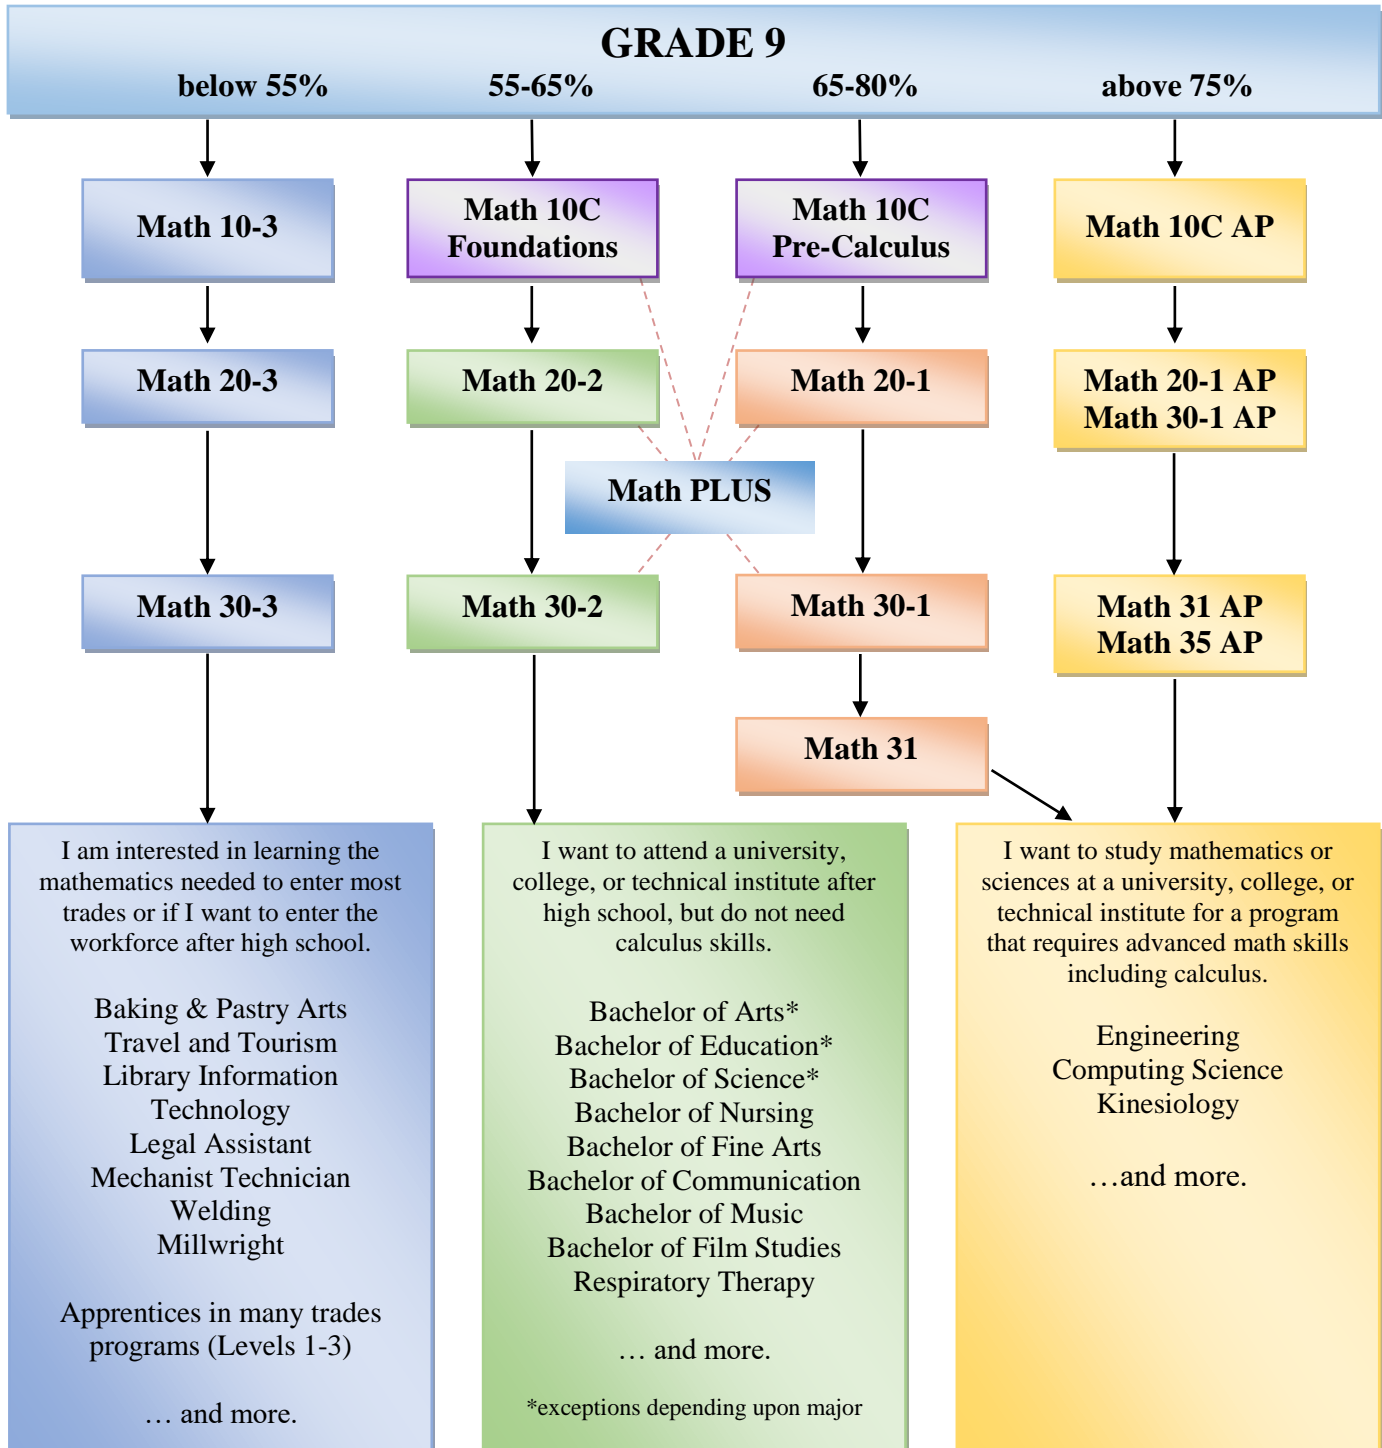 GRADE 9
below 55%
55-65%
65-80%
above 75%
Math 10-3
Math 10C
Foundations
Math 10C
Pre-Calculus
Math 10C AP
Math 20-3
Math 20-2
Math 20-1
Math 20-1 AP
Math 30-1 AP
Math PLUS
Math 30-3
Math 30-2
Math 30-1
Math 31 AP
Math 35 AP
Math 31
I am interested in learning the
mathematics needed to enter most
trades or if I want to enter the
workforce after high school.
Baking & Pastry Arts
Travel and Tourism
Library Information
Technology
Legal Assistant
Mechanist Technician
Welding
Millwright
Apprentices in many trades
programs (Levels 1-3)
… and more.
I want to attend a university,
college, or technical institute after
high school, but do not need
calculus skills.
Bachelor of Arts*
Bachelor of Education*
Bachelor of Science*
Bachelor of Nursing
Bachelor of Fine Arts
Bachelor of Communication
Bachelor of Music
Bachelor of Film Studies
Respiratory Therapy
… and more.
*exceptions depending upon major
I want to study mathematics or
sciences at a university, college, or
technical institute for a program
that requires advanced math skills
including calculus.
Engineering
Computing Science
Kinesiology
…and more.